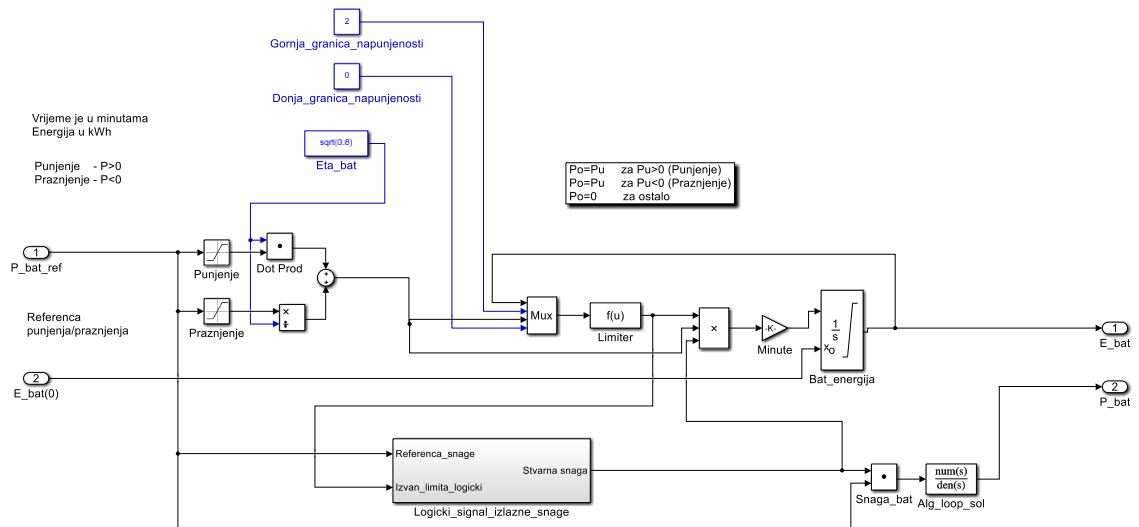 2
Gornja_granica_napunjenosti
0
Donja_granica_napunjenosti
Vrijeme je u minutama
Energija u kWh
Punjenje - P>0
Praznjenje - P<0
sqrt(0.8)
Eta_bat
Po=Pu za Pu>0 (Punjenje)
Po=Pu za Pu<0 (Praznjenje)
Po=0 za ostalo
1
P_bat_ref
Punjenje
Dot Prod
+
+
Referenca
punjenja/praznjenja
Praznjenje
×
÷
Mux
f(u)
Limiter
×
-K-
Minute
1
s
xo
Bat_energija
1
E_bat
2
E_bat(0)
2
P_bat
Referenca_snage
Izvan_limita_logicki
Stvarna snaga
Logicki_signal_izlazne_snage
Snaga_bat
num(s)
den(s)
Alg_loop_sol